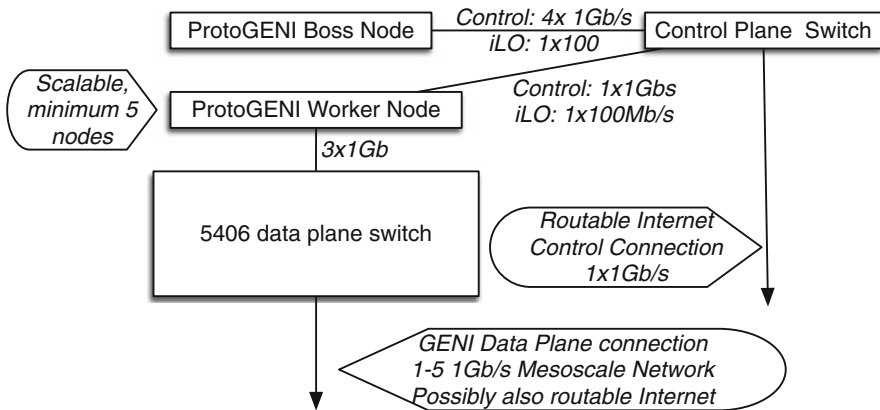 ProtoGENI Boss Node
Control: 4x 1Gb/s
iLO: 1x100
Control Plane Switch
Scalable,
minimum 5
nodes
ProtoGENI Worker Node
Control: 1x1Gbs
iLO: 1x100Mb/s
3x1Gb
5406 data plane switch
Routable Internet
Control Connection
1x1Gb/s
GENI Data Plane connection
1-5 1Gb/s Mesoscale Network
Possibly also routable Internet